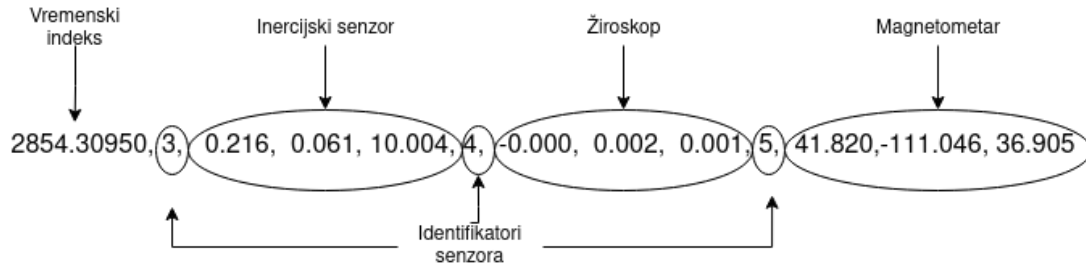 Vremenski
indeks
Inercijski senzor
Žiroskop
Magnetometar
2854.30950, 3, 0.216, 0.061, 10.004, 4, -0.000, 0.002, 0.001, 5, 41.820,-111.046, 36.905
Identifikatori
senzora